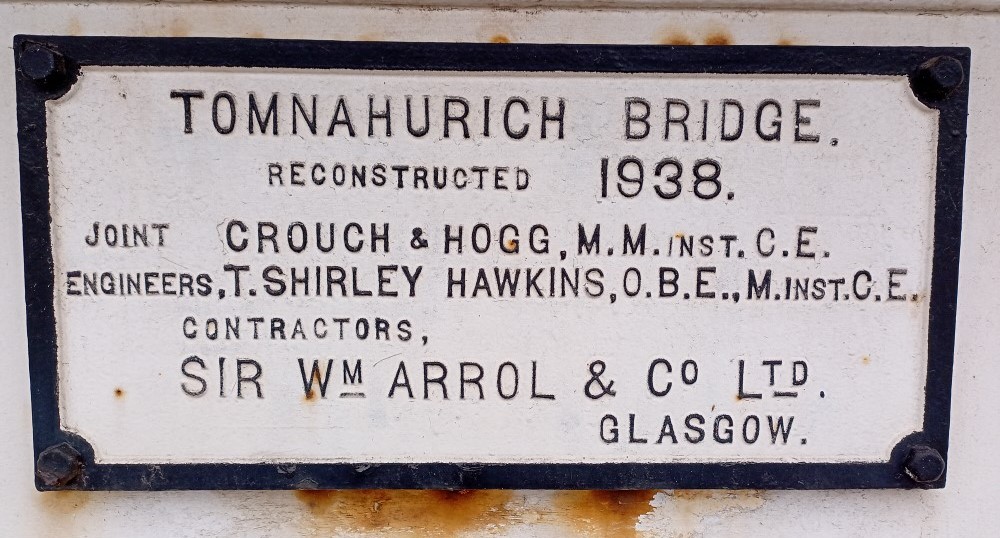 TOMNAHURICH BRIDGE.
RECONSTRUCTED 1938.
JOINT CROUCH & HOGG, M.M. INST. C.E.
ENGINEERS, T. SHIRLEY HAWKINS, O.B.E., M. INST. C.E.
CONTRACTORS,
SIR WM ARROL & CO LTD.
GLASGOW.